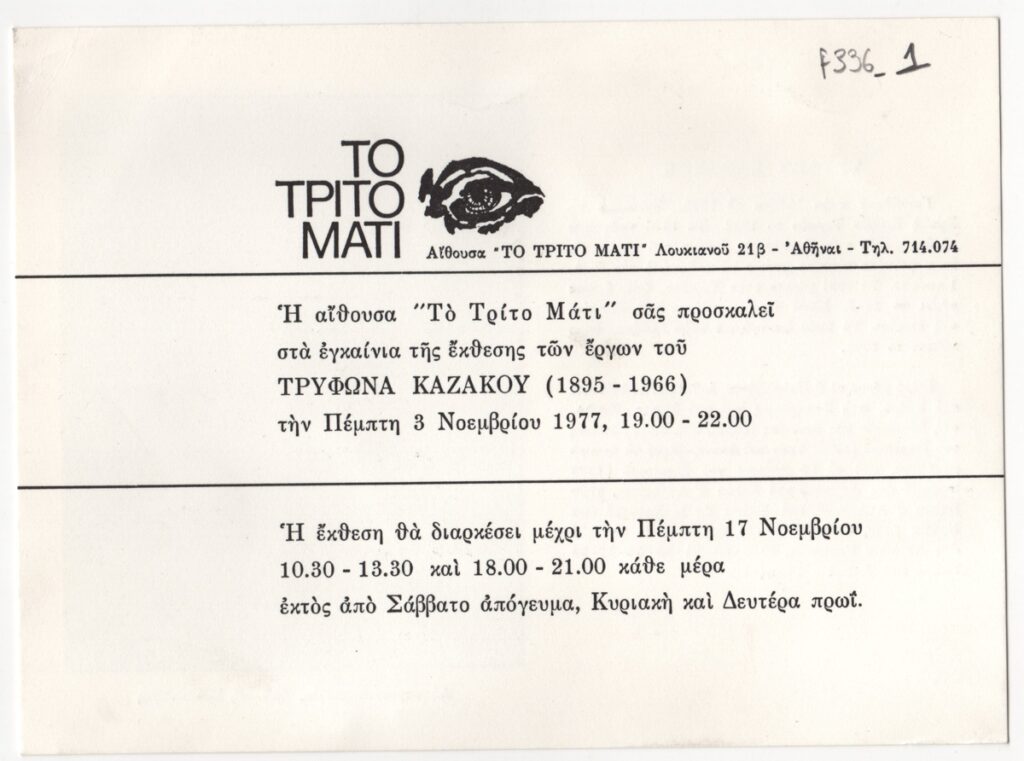 F336_1
ΤΟ
ΤΡΙΤΟ
ΜΑΤΙ
Αἴθουσα "ΤΟ ΤΡΙΤΟ ΜΑΤΙ" Λουκιανοῦ 21β - Ἀθῆναι - Τηλ. 714.074
Ἡ αἴθουσα "Τὸ Τρίτο Μάτι" σᾶς προσκαλεῖ
στὰ ἐγκαίνια τῆς ἔκθεσης τῶν ἔργων τοῦ
ΤΡΥΦΩΝΑ ΚΑΖΑΚΟΥ (1895 - 1966)
τὴν Πέμπτη 3 Νοεμβρίου 1977, 19.00 - 22.00
Ἡ ἔκθεση θὰ διαρκέσει μέχρι τὴν Πέμπτη 17 Νοεμβρίου
10.30 - 13.30 καὶ 18.00 - 21.00 κάθε μέρα
ἐκτὸς ἀπὸ Σάββατο ἀπόγευμα, Κυριακὴ καὶ Δευτέρα πρωΐ.